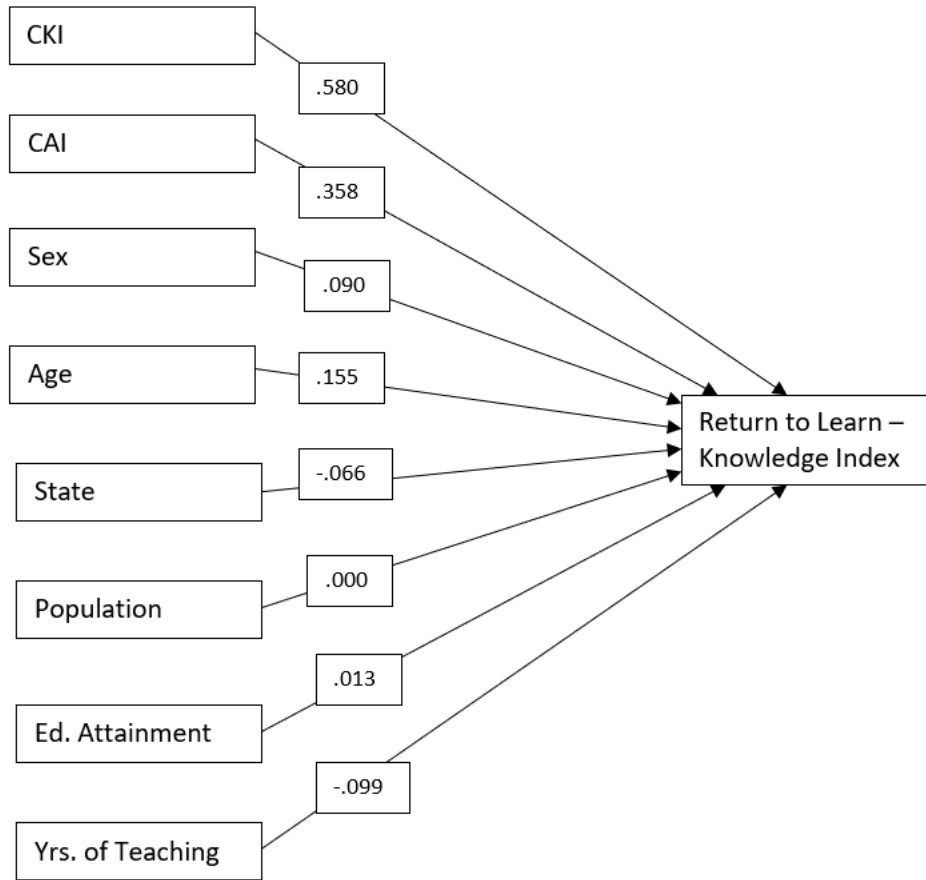 CKI
.580
CAI
.358
Sex
.090
Age
.155
Return to Learn –
Knowledge Index
State
-.066
Population
.000
Ed. Attainment
.013
Yrs. of Teaching
-.099